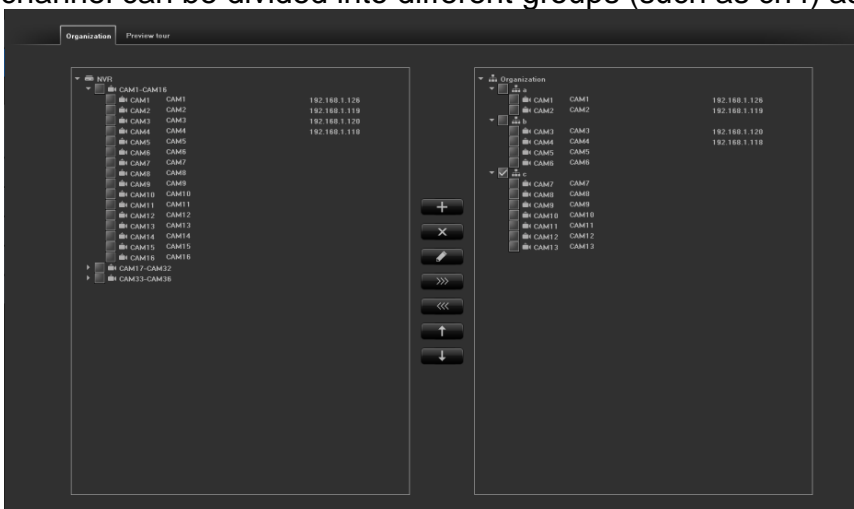 channel can be divided into different groups (such as
Organization Preview tour
NVR
CAM1-CAM16
CAM1 CAM1 192.168.1.126
CAM2 CAM2 192.168.1.119
CAM3 CAM3 192.168.1.120
CAM4 CAM4 192.168.1.118
CAM5 CAM5
CAM6 CAM6
CAM7 CAM7
CAM8 CAM8
CAM9 CAM9
CAM10 CAM10
CAM11 CAM11
CAM12 CAM12
CAM13 CAM13
CAM14 CAM14
CAM15 CAM15
CAM16 CAM16
CAM17-CAM32
CAM33-CAM36
Organization
a
CAM1 CAM1 192.168.1.126
CAM2 CAM2 192.168.1.119
b
CAM3 CAM3 192.168.1.120
CAM4 CAM4 192.168.1.118
CAM5 CAM5
CAM6 CAM6
c
CAM7 CAM7
CAM8 CAM8
CAM9 CAM9
CAM10 CAM10
CAM11 CAM11
CAM12 CAM12
CAM13 CAM13